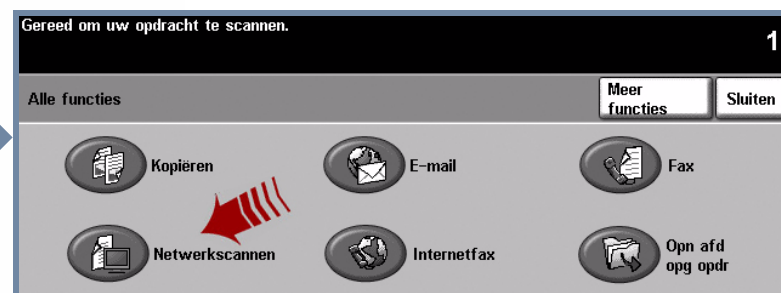 Gereed om uw opdracht te scannen.
1
Alle functies
Meer
functies
Sluiten
Kopiëren
E-mail
Fax
Netwerkscannen
Internetfax
Opn afd
opg opdr